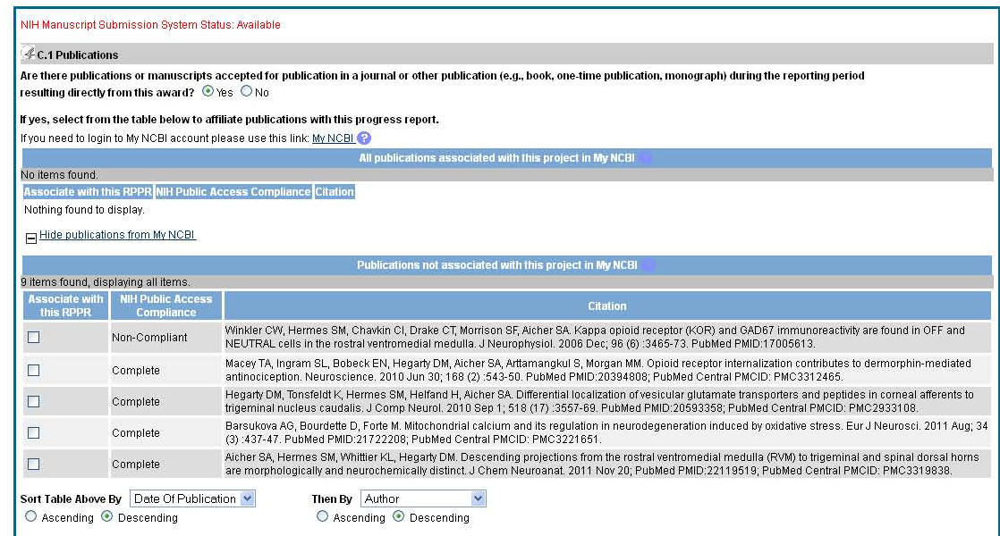 NIH Manuscript Submission System Status: Available
C.1 Publications
Are there publications or manuscripts accepted for publication in a journal or other publication (e.g., book, one-time publication, monograph) during the reporting period
resulting directly from this award? Yes No
If yes, select from the table below to affiliate publications with this progress report.
If you need to login to My NCBI account please use this link: My NCBI ?
All publications associated with this project in My NCBI ?
No items found.
Associate with this RPPR NIH Public Access Compliance Citation
Nothing found to display.
Hide publications from My NCBI
Publications not associated with this project in My NCBI ?
9 items found, displaying all items.
Associate with this RPPR NIH Public Access Compliance Citation
Non-Compliant Winkler CW, Hermes SM, Chavkin CI, Drake CT, Morrison SF, Aicher SA. Kappa opioid receptor (KOR) and GAD67 immunoreactivity are found in OFF and
NEUTRAL cells in the rostral ventromedial medulla. J Neurophysiol. 2006 Dec; 96 (6) :3465-73. PubMed PMID:17005613.
Complete Macey TA, Ingram SL, Bobeck EN, Hegarty DM, Aicher SA, Arttamangkul S, Morgan MM. Opioid receptor internalization contributes to dermorphin-mediated
antinociception. Neuroscience. 2010 Jun 30; 168 (2) :543-50. PubMed PMID:20394808; PubMed Central PMCID: PMC3312465.
Complete Hegarty DM, Tonsfeldt K, Hermes SM, Helfand H, Aicher SA. Differential localization of vesicular glutamate transporters and peptides in corneal afferents to
trigeminal nucleus caudalis. J Comp Neurol. 2010 Sep 1; 518 (17) :3557-69. PubMed PMID:20593358; PubMed Central PMCID: PMC2933108.
Complete Barsukova AG, Bourdette D, Forte M. Mitochondrial calcium and its regulation in neurodegeneration induced by oxidative stress. Eur J Neurosci. 2011 Aug; 34
(3) :437-47. PubMed PMID:21722208; PubMed Central PMCID: PMC3221651.
Complete Aicher SA, Hermes SM, Whittier KL, Hegarty DM. Descending projections from the rostral ventromedial medulla (RVM) to trigeminal and spinal dorsal horns
are morphologically and neurochemically distinct. J Chem Neuroanat. 2011 Nov 20; PubMed PMID:22119519; PubMed Central PMCID: PMC3319838.
Sort Table Above By Date Of Publication Then By Author
Ascending Descending Ascending Descending